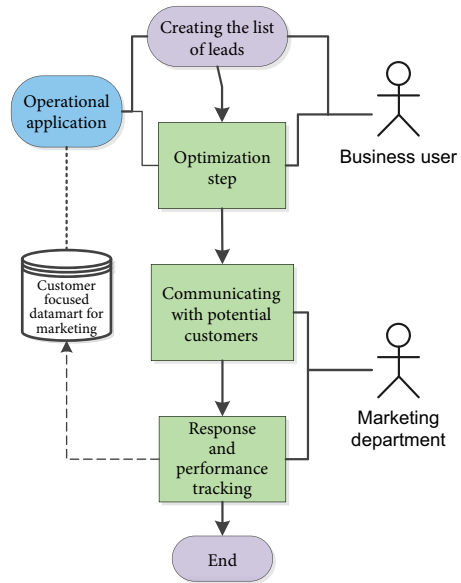 Creating the list
of leads
Operational
application
Optimization
step
Business user
Customer
focused
datamart for
marketing
Communicating
with potential
customers
Marketing
department
Response
and
performance
tracking
End